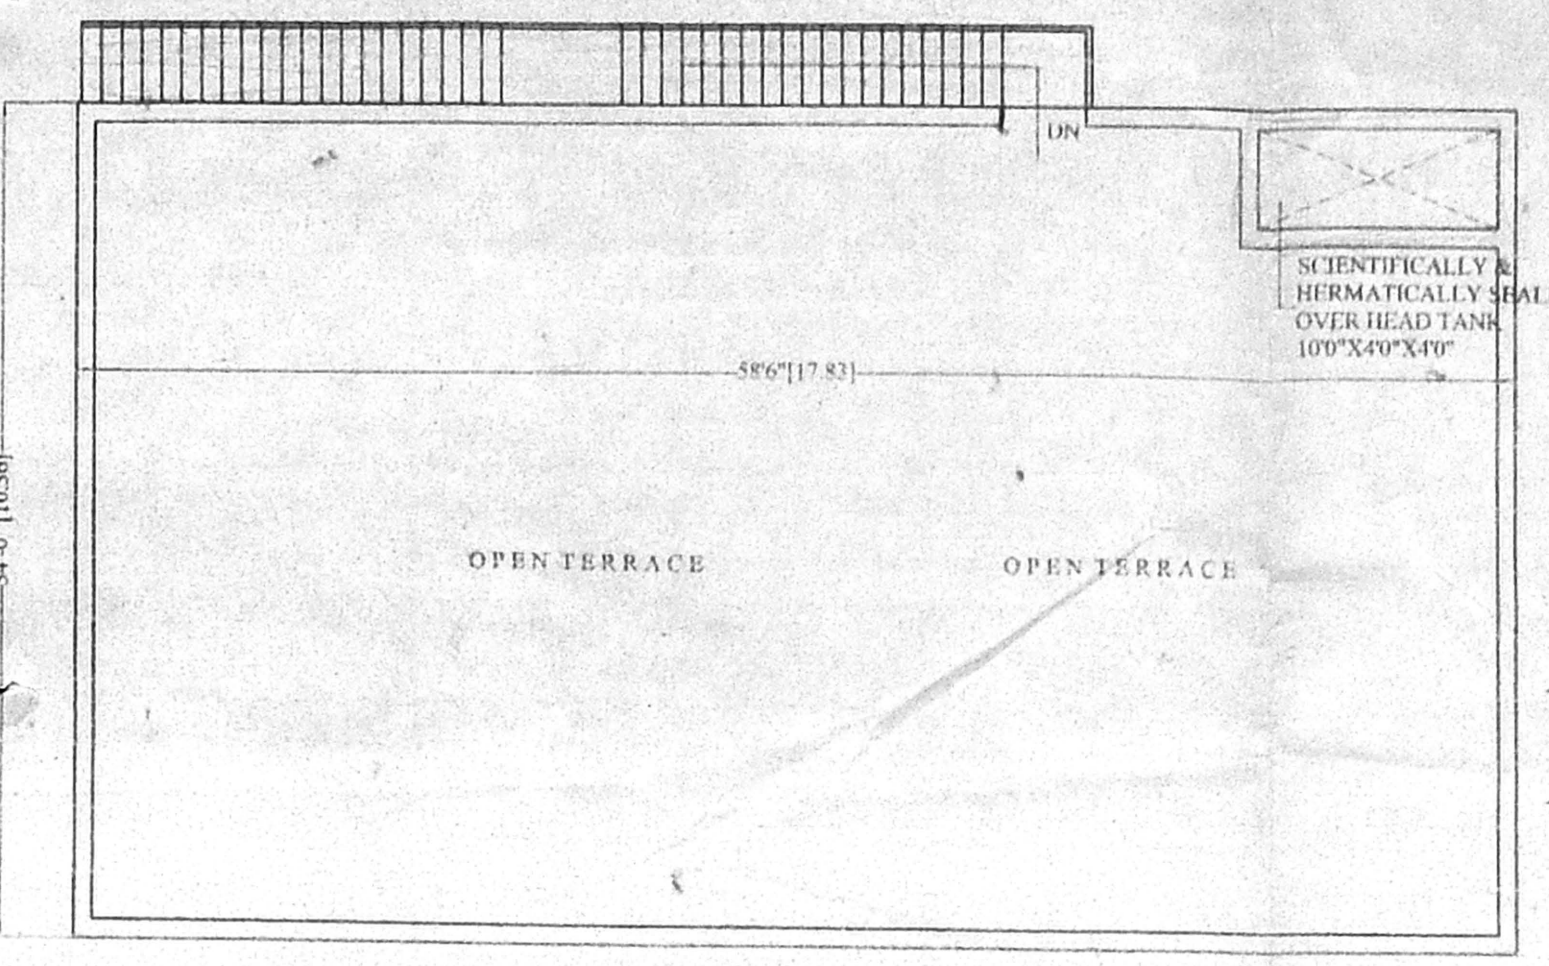 DN
SCIENTIFICALLY &
HERMATICALLY SEAL
OVER HEAD TANK
10'0"X4'0"X4'0"
58'6"[17.83]
OPEN TERRACE OPEN TERRACE